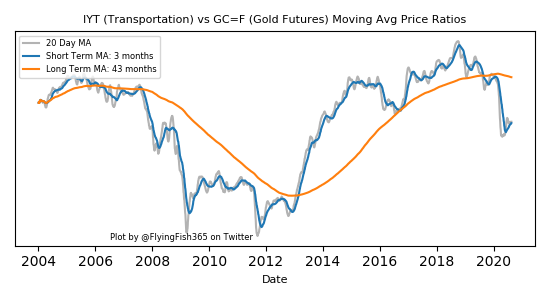 IYT (Transportation) vs GC=F (Gold Futures) Moving Avg Price Ratios
20 Day MA
Short Term MA: 3 months
Long Term MA: 43 months
Plot by @FlyingFish365 on Twitter
2004 2006 2008 2010 2012 2014 2016 2018 2020
Date